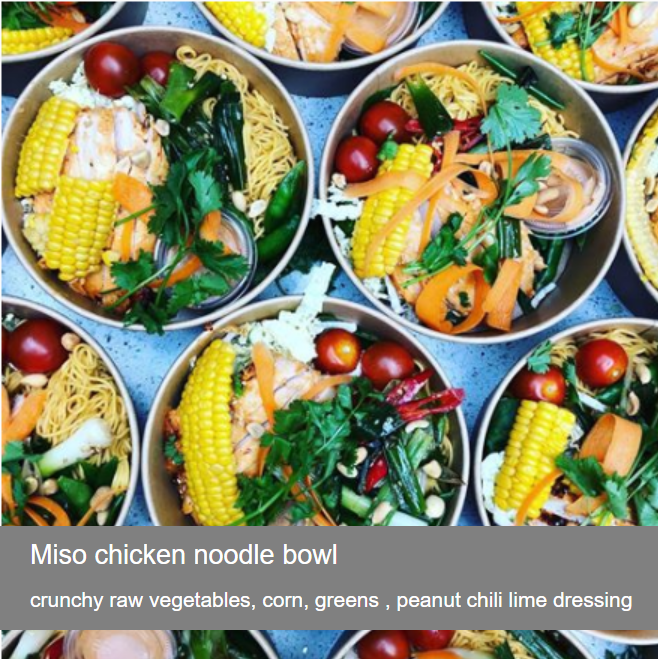 Miso chicken noodle bowl
crunchy raw vegetables, corn, greens , peanut chili lime dressing